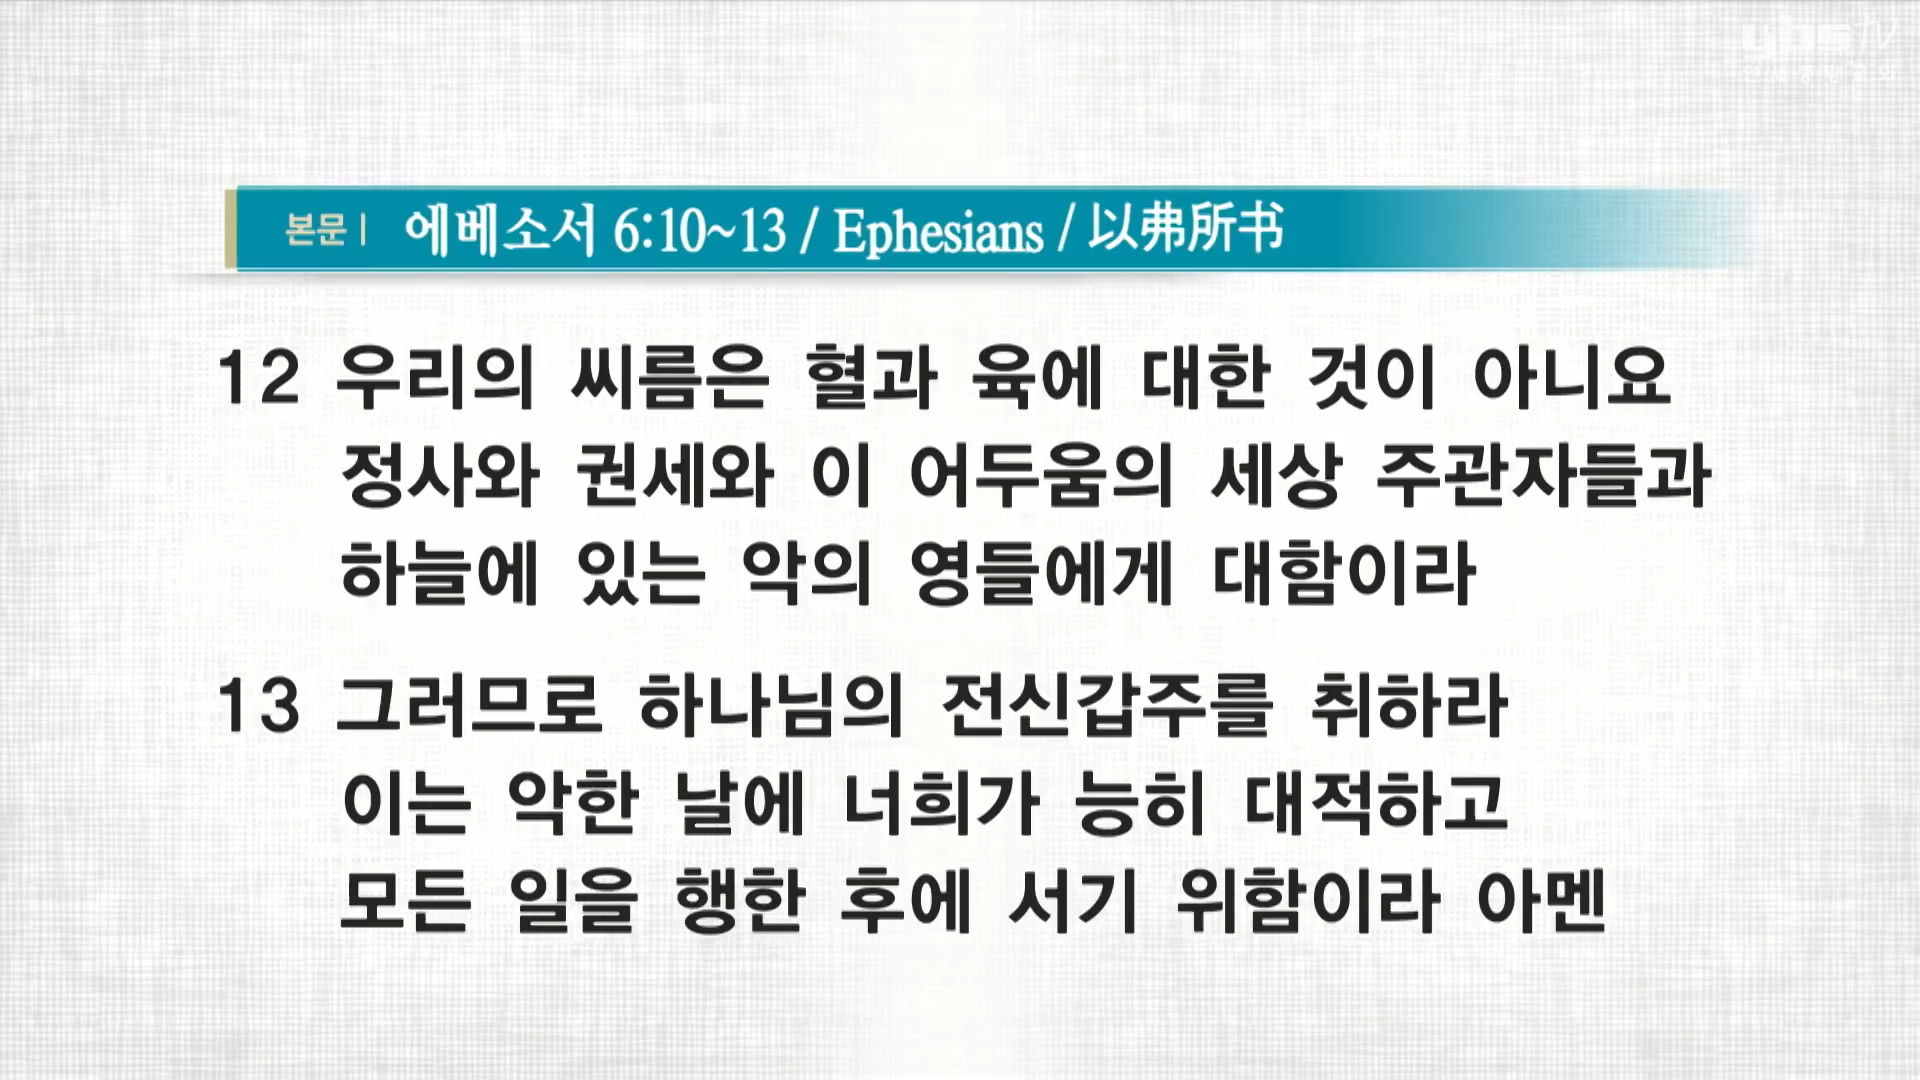 ybsTV
본문 | 에베소서 6:10~13 / Ephesians / 以弗所书
12 우리의 씨름은 혈과 육에 대한 것이 아니요
정사와 권세와 이 어두움의 세상 주관자들과
하늘에 있는 악의 영들에게 대함이라
13 그러므로 하나님의 전신갑주를 취하라
이는 악한 날에 너희가 능히 대적하고
모든 일을 행한 후에 서기 위함이라 아멘